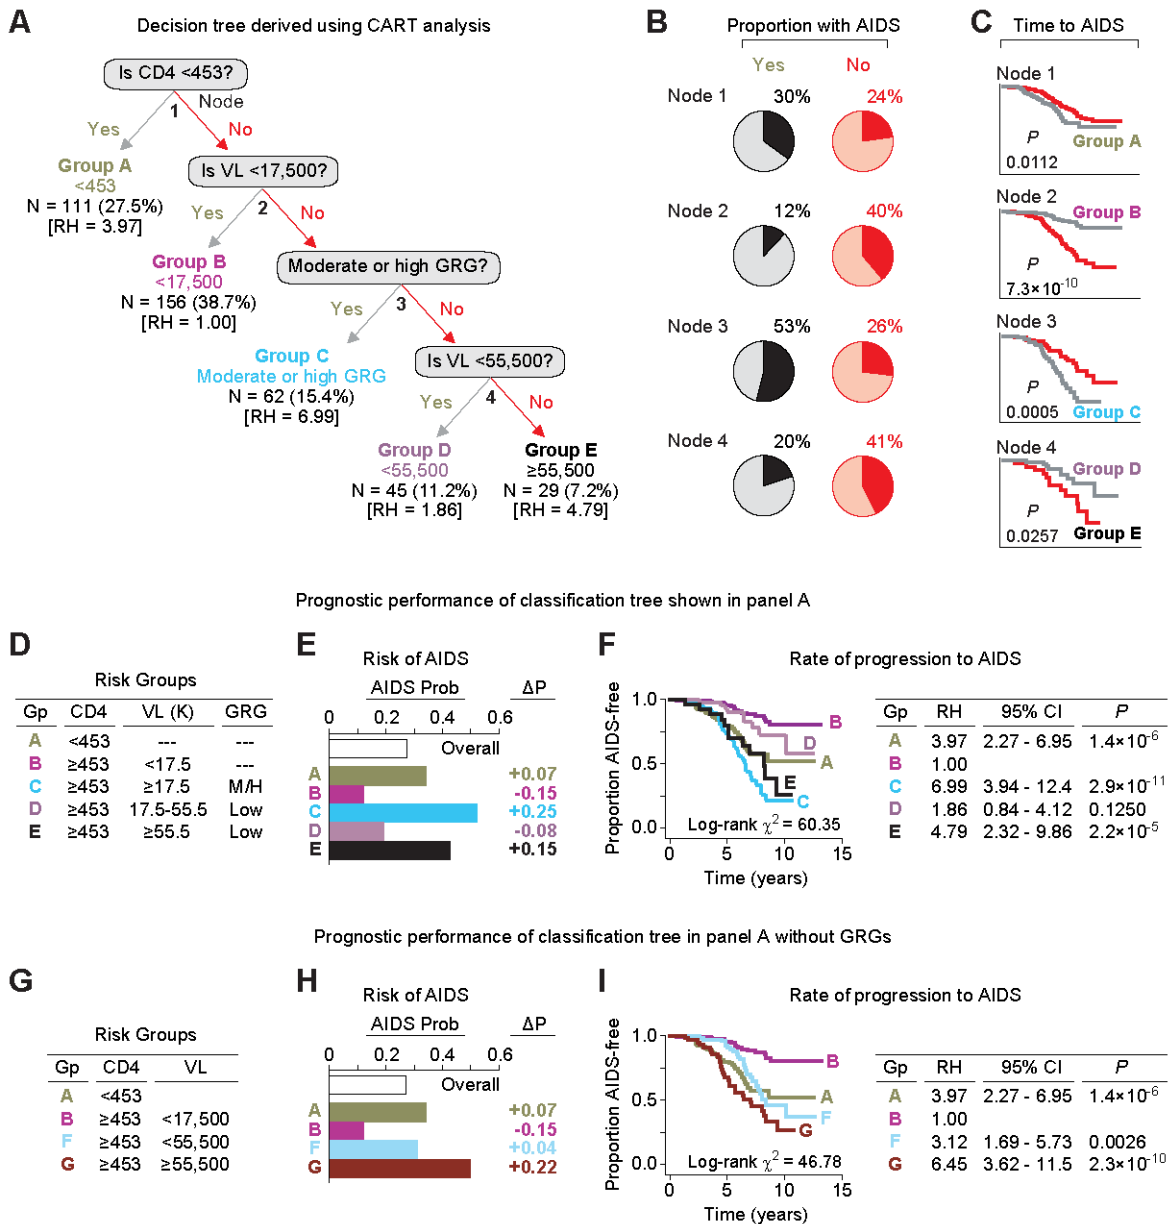 A
Decision tree derived using CART analysis
Is CD4 <453?
1
Node
Yes
No
Group A
<453
N = 111 (27.5%)
[RH = 3.97]
Is VL <17,500?
2
Yes
No
Group B
<17,500
N = 156 (38.7%)
[RH = 1.00]
Moderate or high GRG?
3
Yes
No
Group C
Moderate or high GRG
N = 62 (15.4%)
[RH = 6.99]
Is VL <55,500?
4
Yes
No
Group D
<55,500
N = 45 (11.2%)
[RH = 1.86]
Group E
≥55,500
N = 29 (7.2%)
[RH = 4.79]
B
Proportion with AIDS
Yes No
Node 1 30% 24%
Node 2 12% 40%
Node 3 53% 26%
Node 4 20% 41%
C
Time to AIDS
Node 1
P
0.0112
Group A
Node 2
Group B
P
7.3×10⁻¹⁰
Node 3
P
0.0005
Group C
Node 4
Group D
P
0.0257
Group E
Prognostic performance of classification tree shown in panel A
D
Risk Groups
Gp CD4 VL (K) GRG
A <453 --- ---
B ≥453 <17.5 ---
C ≥453 ≥17.5 M/H
D ≥453 17.5-55.5 Low
E ≥453 ≥55.5 Low
E
Risk of AIDS
AIDS Prob ΔP
0 0.2 0.4 0.6
Overall
A +0.07
B -0.15
C +0.25
D -0.08
E +0.15
F
Rate of progression to AIDS
Proportion AIDS-free
1.0
0.5
0.0
B
D
A
E
C
Log-rank χ² = 60.35
0 5 10 15
Time (years)
Gp RH 95% CI P
A 3.97 2.27 - 6.95 1.4×10⁻⁶
B 1.00
C 6.99 3.94 - 12.4 2.9×10⁻¹¹
D 1.86 0.84 - 4.12 0.1250
E 4.79 2.32 - 9.86 2.2×10⁻⁵
Prognostic performance of classification tree in panel A without GRGs
G
Risk Groups
Gp CD4 VL
A <453
B ≥453 <17,500
F ≥453 <55,500
G ≥453 ≥55,500
H
Risk of AIDS
AIDS Prob ΔP
0 0.2 0.4 0.6
Overall
A +0.07
B -0.15
F +0.04
G +0.22
I
Rate of progression to AIDS
Proportion AIDS-free
1.0
0.5
0.0
B
A
F
G
Log-rank χ² = 46.78
0 5 10 15
Time (years)
Gp RH 95% CI P
A 3.97 2.27 - 6.95 1.4×10⁻⁶
B 1.00
F 3.12 1.69 - 5.73 0.0026
G 6.45 3.62 - 11.5 2.3×10⁻¹⁰